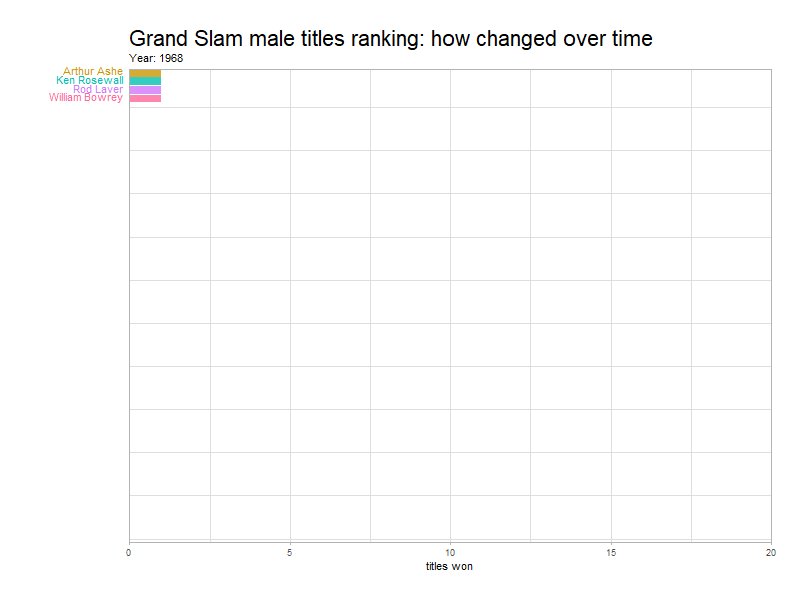 Grand Slam male titles ranking: how changed over time
Year: 1968
Arthur Ashe
Ken Rosewall
Rod Laver
William Bowrey
0 5 10 15 20
titles won